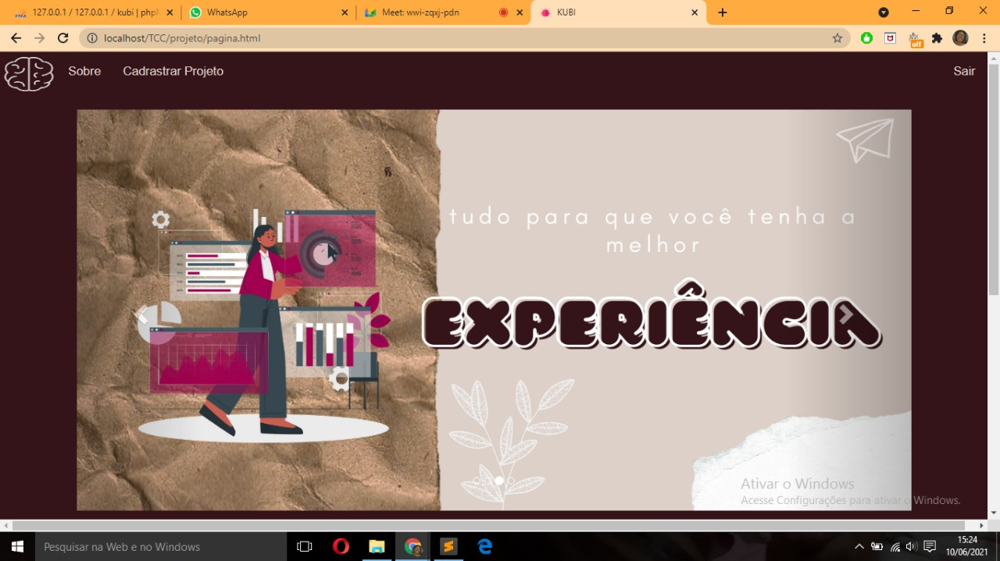 127.0.0.1 / 127.0.0.1 / kubi | phpM
WhatsApp
Meet: wwi-zqxj-pdn
KUBI
localhost/TCC/projeto/pagina.html
off
Sobre
Cadrastrar Projeto
Sair
tudo para que você tenha a
melhor
EXPERIÊNCIA
Ativar o Windows
Acesse Configurações para ativar o Windows.
Pesquisar na Web e no Windows
15:24
10/06/2021